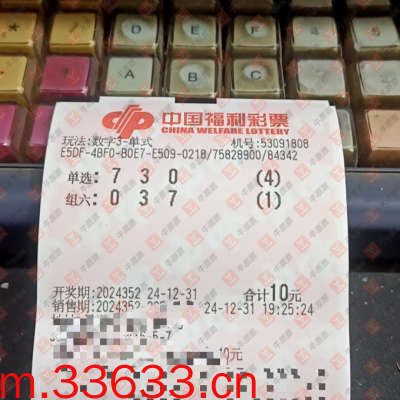 D E F
A B C
中国福利彩票
CHINA WELFARE LOTTERY
玩法:数字3-单式 机号:53091808
E5DF-4BF0-B0E7-E509-0218/75828900/84342
单选: 7 3 0 (4)
组六: 0 3 7 (1)
开奖期:2024352 24-12-31 合计10元
销售期:2024352 24-12-31 19:25:24
元
m.33633.cn